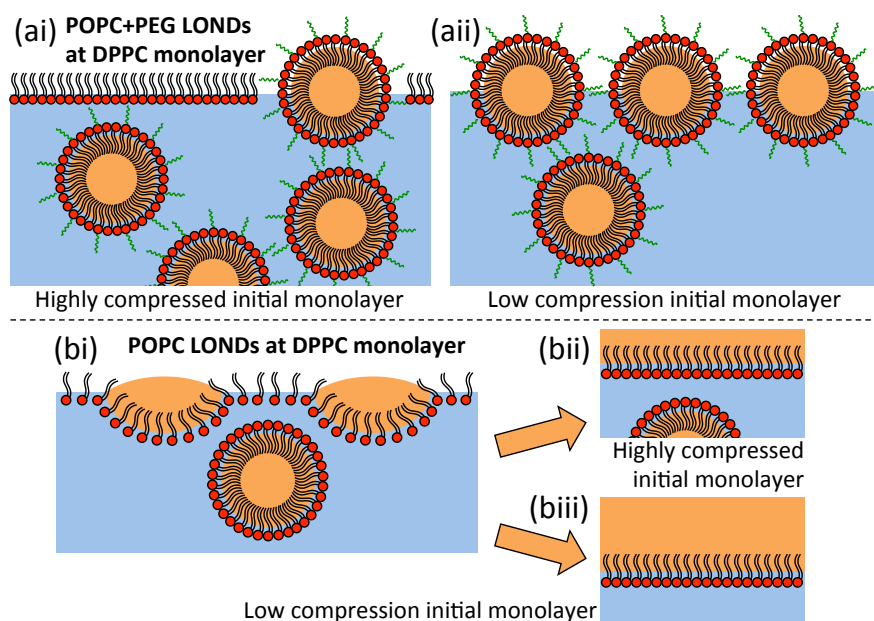 (ai) POPC+PEG LONDs
at DPPC monolayer
(aii)
Highly compressed initial monolayer
Low compression initial monolayer
(bi) POPC LONDs at DPPC monolayer
(bii)
Highly compressed
initial monolayer
(biii)
Low compression initial monolayer